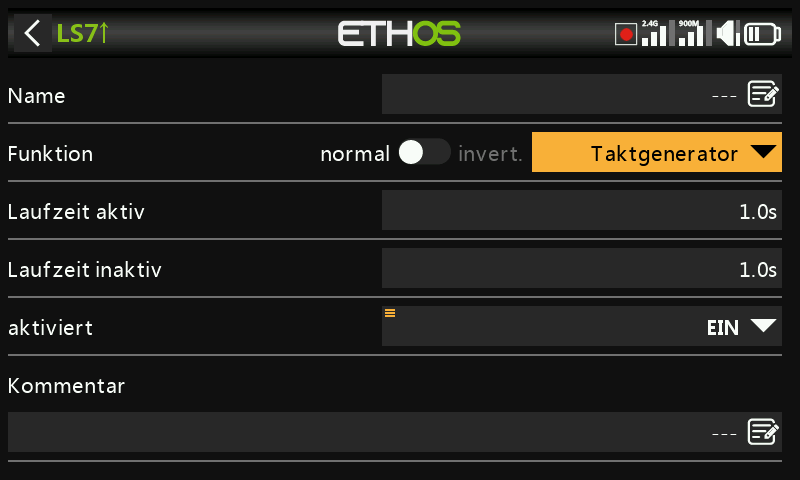 LS7↑ ETHOS 2.4G 900M
Name ---
Funktion normal invert. Taktgenerator
Laufzeit aktiv 1.0s
Laufzeit inaktiv 1.0s
aktiviert EIN
Kommentar
---